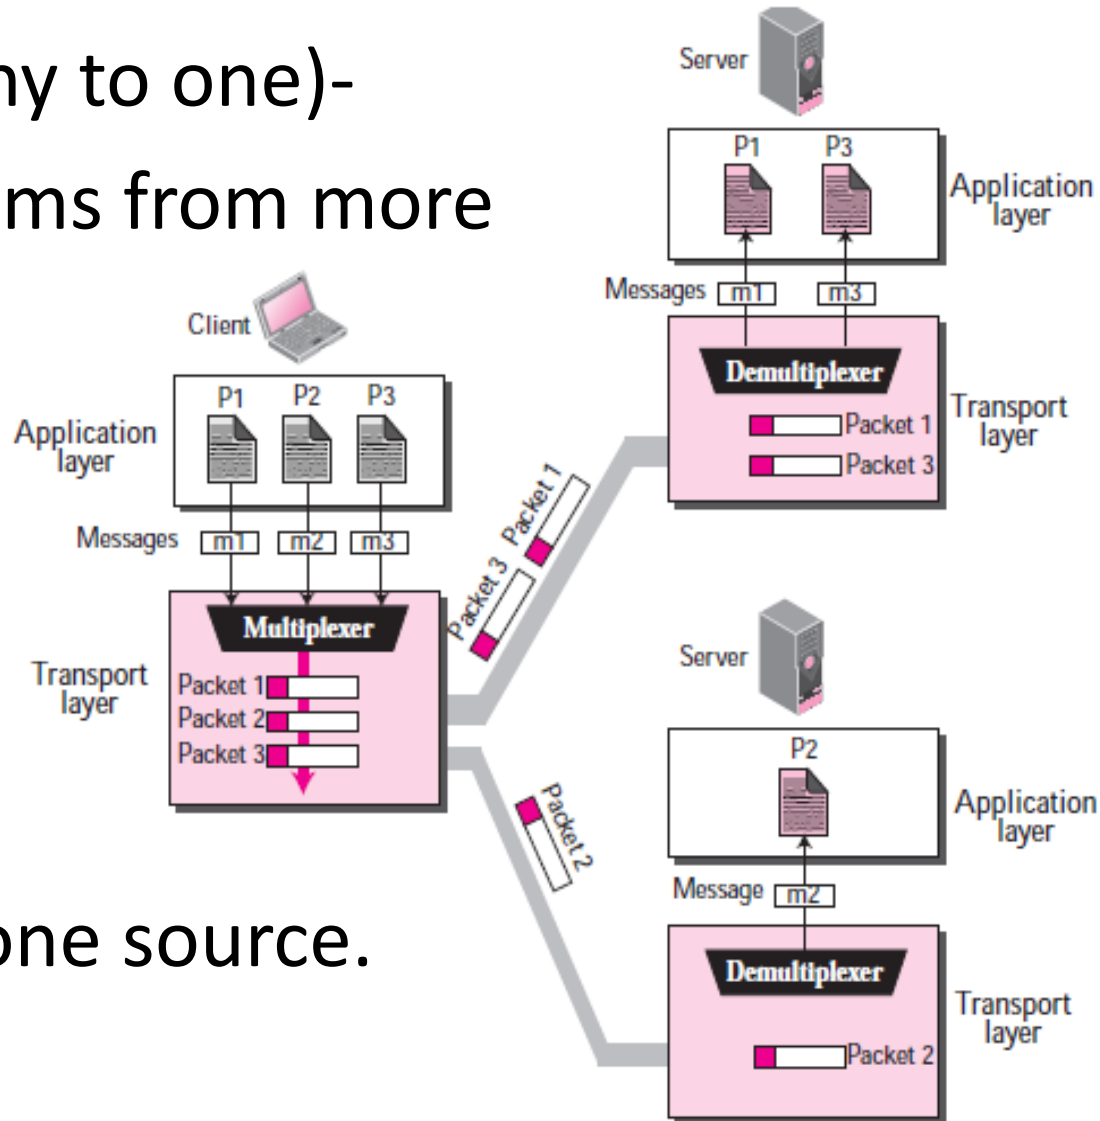 ny to one)-
ms from more
one source.
Client
P1 P2 P3
Application
layer
Messages m1 m2 m3
Multiplexer
Transport
layer
Packet 1
Packet 2
Packet 3
Packet 1
Packet 3
Packet 2
Server
P1 P3
Application
layer
Messages m1 m3
Demultiplexer
Transport
layer
Packet 1
Packet 3
Server
P2
Application
layer
Message m2
Demultiplexer
Transport
layer
Packet 2